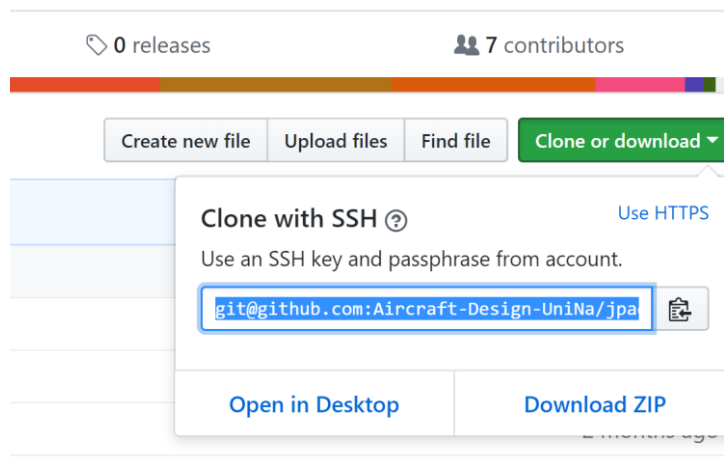 0 releases
7 contributors
Create new file
Upload files
Find file
Clone or download
Clone with SSH
Use HTTPS
Use an SSH key and passphrase from account.
git@github.com:Aircraft-Design-UniNa/jpa
Open in Desktop
Download ZIP
months ago